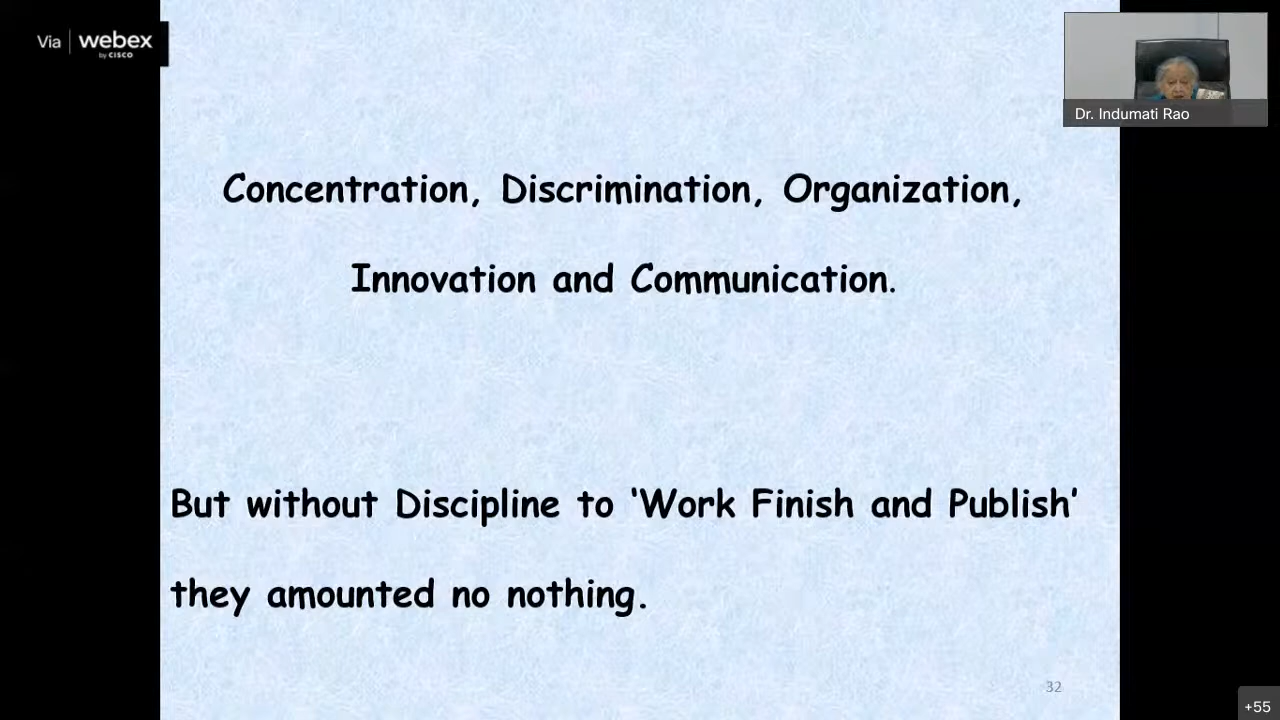 Via | webex
by CISCO
Dr. Indumati Rao
Concentration, Discrimination, Organization,
Innovation and Communication.
But without Discipline to ‘Work Finish and Publish’
they amounted no nothing.
32
+55